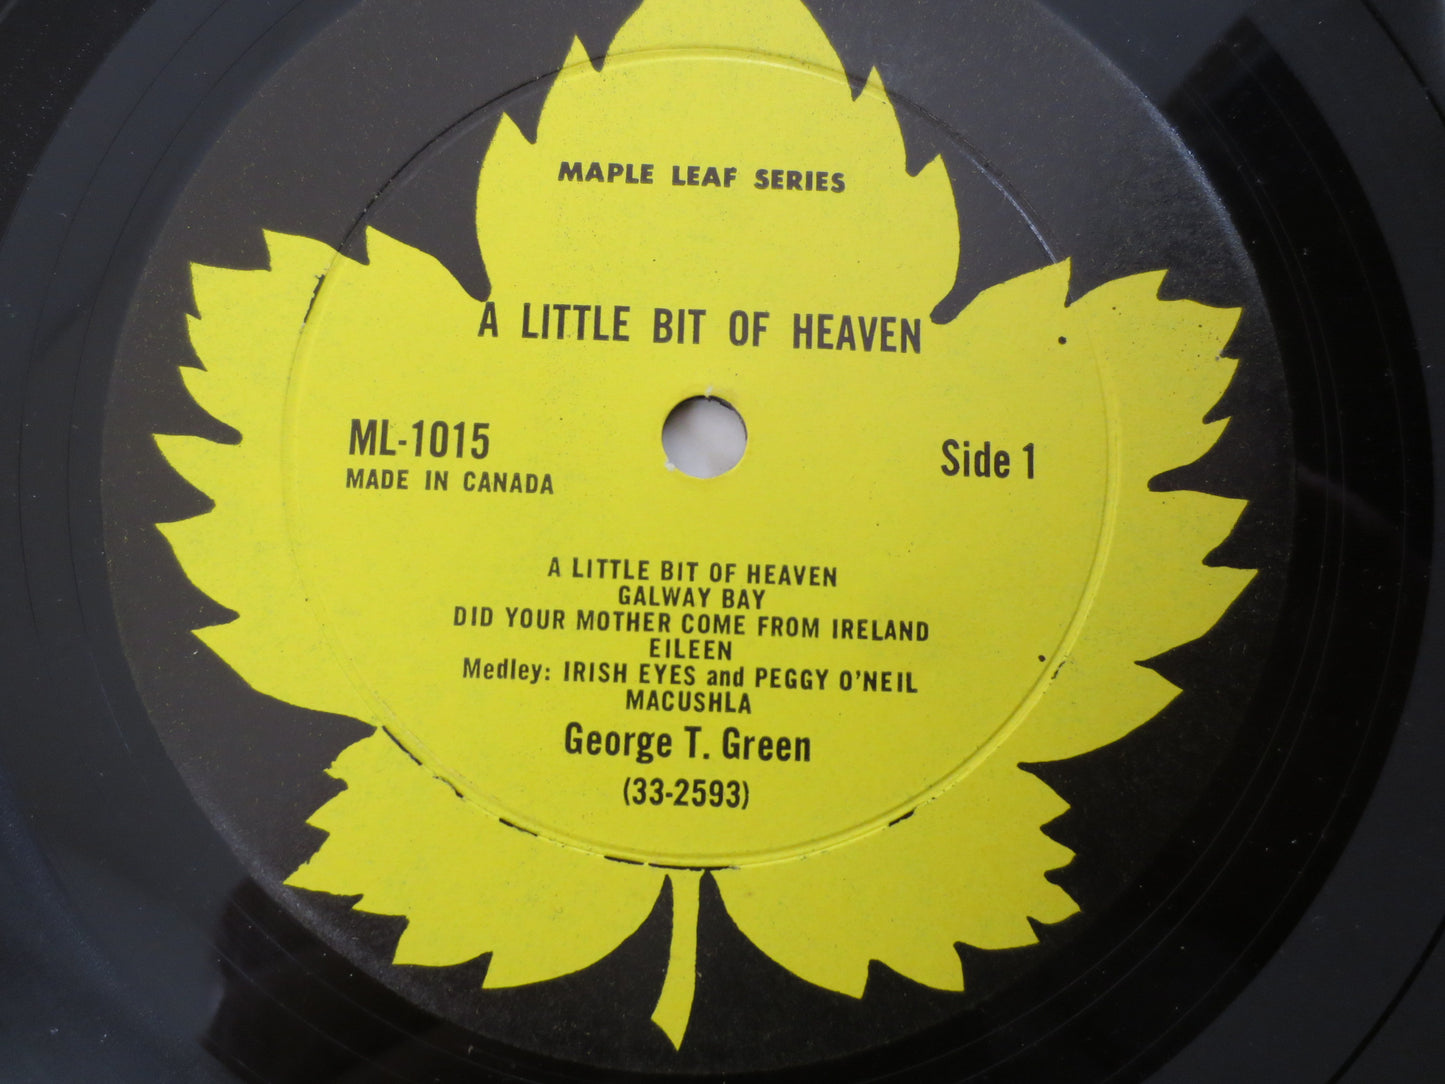 MAPLE LEAF SERIES
A LITTLE BIT OF HEAVEN
ML-1015
MADE IN CANADA
Side 1
A LITTLE BIT OF HEAVEN
GALWAY BAY
DID YOUR MOTHER COME FROM IRELAND
EILEEN
Medley: IRISH EYES and PEGGY O'NEIL
MACUSHLA
George T. Green
(33-2593)